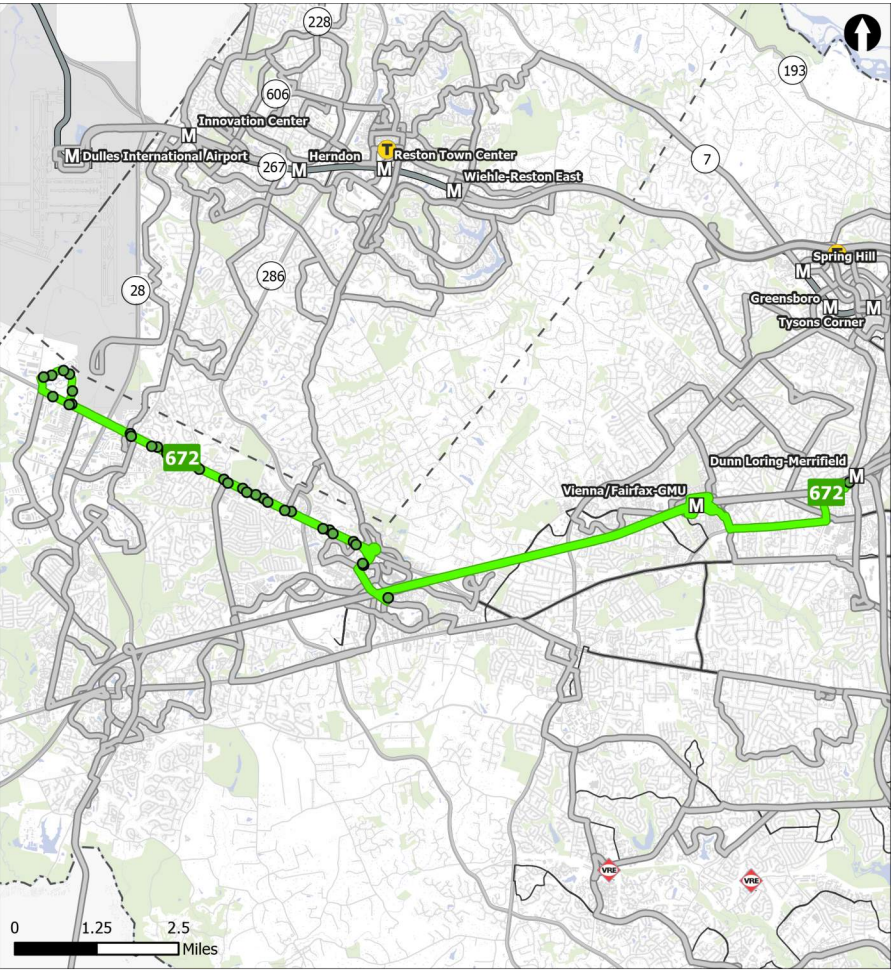 228
193
606
Innovation Center
M
T
M Dulles International Airport
267
Herndon
M
Reston Town Center
M
7
Wiehle-Reston East
M
T
Spring Hill
M
286
28
Greensboro
M
M
Tysons Corner
672
Dunn Loring-Merrifield
M
Vienna/Fairfax-GMU
M
672
VRE
VRE
0 1.25 2.5
Miles